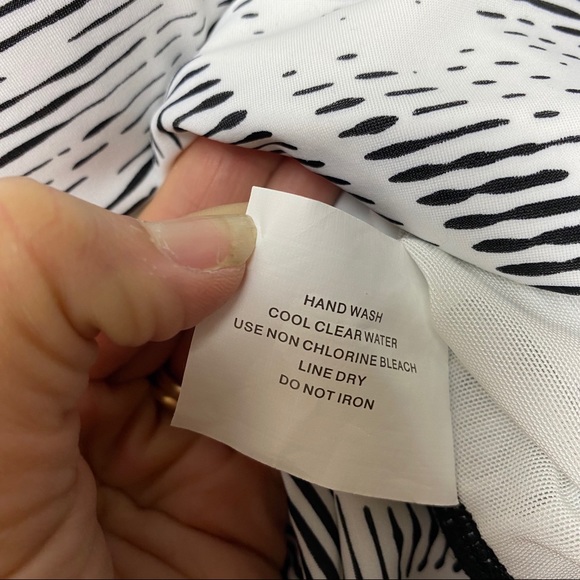 HAND WASH
COOL CLEAR WATER
USE NON CHLORINE BLEACH
LINE DRY
DO NOT IRON